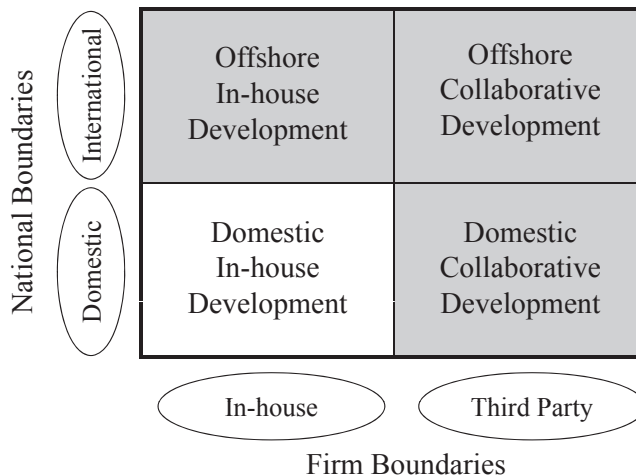 National Boundaries
International
Offshore
In-house
Development
Offshore
Collaborative
Development
Domestic
Domestic
In-house
Development
Domestic
Collaborative
Development
In-house
Third Party
Firm Boundaries